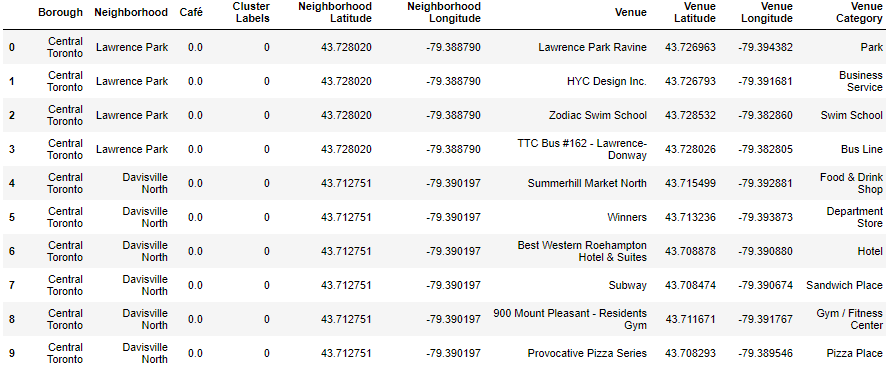 Borough Neighborhood Café Cluster Labels Neighborhood Latitude Neighborhood Longitude Venue Venue Latitude Venue Longitude Venue Category
0 Central Toronto Lawrence Park 0.0 0 43.728020 -79.388790 Lawrence Park Ravine 43.726963 -79.394382 Park
1 Central Toronto Lawrence Park 0.0 0 43.728020 -79.388790 HYC Design Inc. 43.726793 -79.391681 Business Service
2 Central Toronto Lawrence Park 0.0 0 43.728020 -79.388790 Zodiac Swim School 43.728532 -79.382860 Swim School
3 Central Toronto Lawrence Park 0.0 0 43.728020 -79.388790 TTC Bus #162 - Lawrence-Donway 43.728026 -79.382805 Bus Line
4 Central Toronto Davisville North 0.0 0 43.712751 -79.390197 Summerhill Market North 43.715499 -79.392881 Food & Drink Shop
5 Central Toronto Davisville North 0.0 0 43.712751 -79.390197 Winners 43.713236 -79.393873 Department Store
6 Central Toronto Davisville North 0.0 0 43.712751 -79.390197 Best Western Roehampton Hotel & Suites 43.708878 -79.390880 Hotel
7 Central Toronto Davisville North 0.0 0 43.712751 -79.390197 Subway 43.708474 -79.390674 Sandwich Place
8 Central Toronto Davisville North 0.0 0 43.712751 -79.390197 900 Mount Pleasant - Residents Gym 43.711671 -79.391767 Gym / Fitness Center
9 Central Toronto Davisville North 0.0 0 43.712751 -79.390197 Provocative Pizza Series 43.708293 -79.389546 Pizza Place